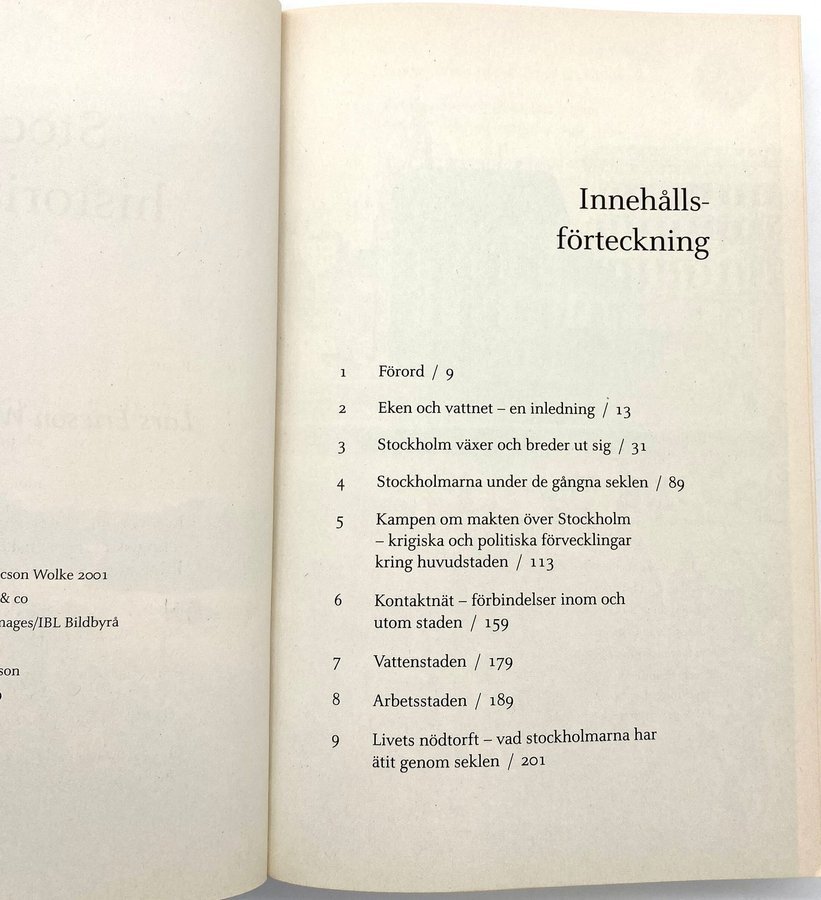 cson Wolke 2001
& co
mages/IBL Bildbyrå
son
Innehålls-
förteckning
1 Förord / 9
2 Eken och vattnet – en inledning / 13
3 Stockholm växer och breder ut sig / 31
4 Stockholmarna under de gångna seklen / 89
5 Kampen om makten över Stockholm
– krigiska och politiska förvecklingar
kring huvudstaden / 113
6 Kontaktnät – förbindelser inom och
utom staden / 159
7 Vattenstaden / 179
8 Arbetsstaden / 189
9 Livets nödtorft – vad stockholmarna har
ätit genom seklen / 201